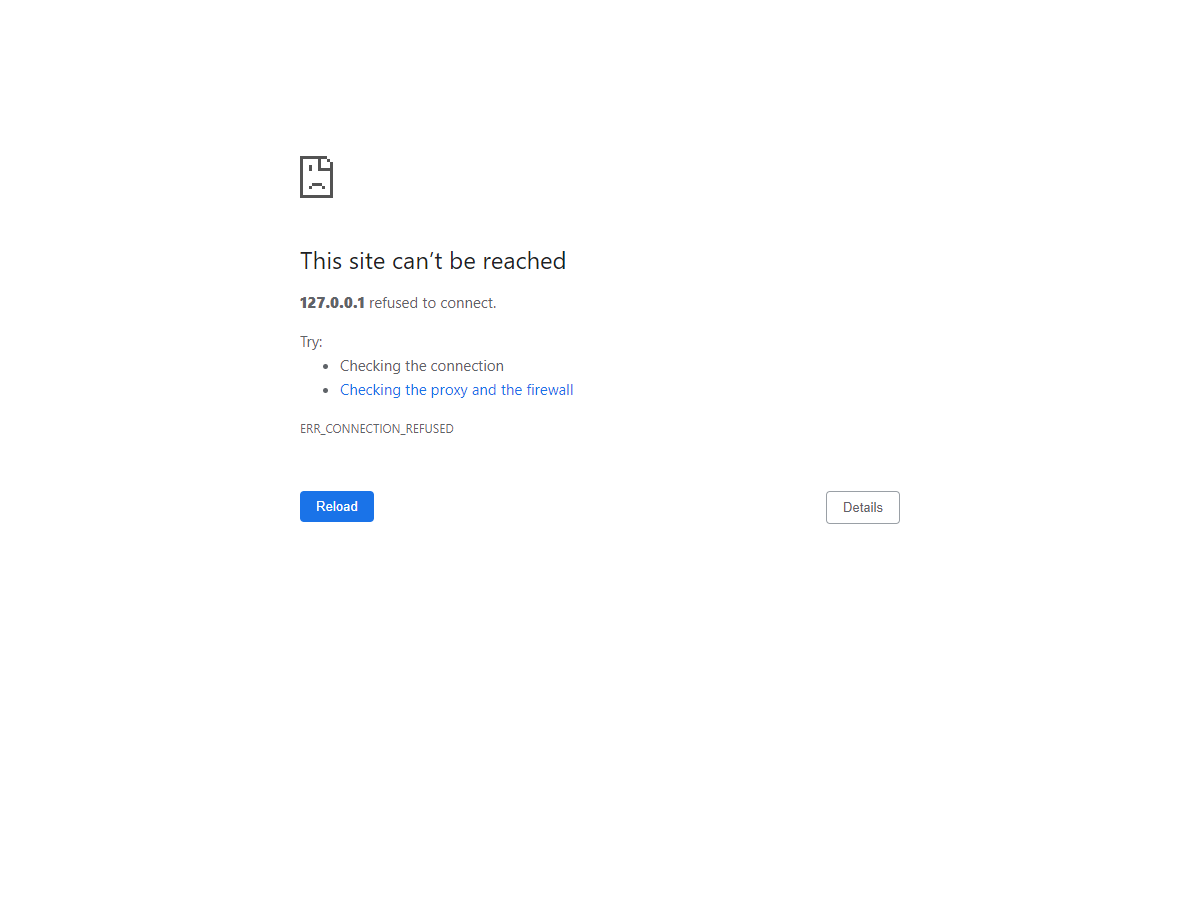 This site can’t be reached
127.0.0.1 refused to connect.
Try:
Checking the connection
Checking the proxy and the firewall
ERR_CONNECTION_REFUSED
Reload
Details